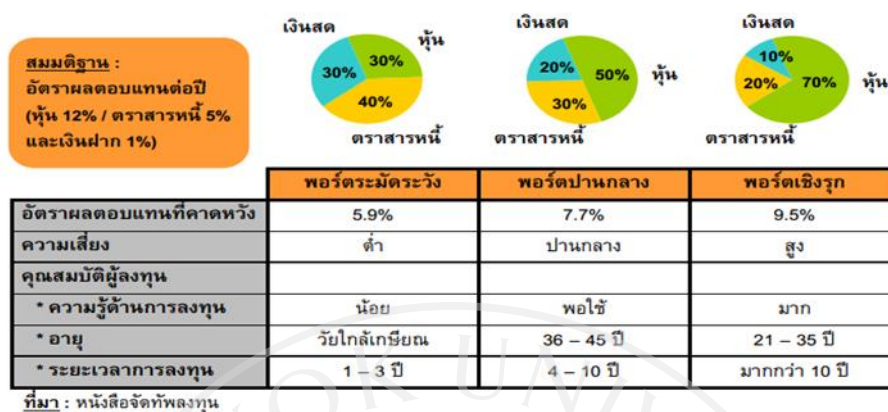 สมมติฐาน :
อัตราผลตอบแทนต่อปี
(หุ้น 12% / ตราสารหนี้ 5%
และเงินฝาก 1%)
เงินสด
หุ้น
30%
30%
40%
ตราสารหนี้
เงินสด
หุ้น
20%
50%
30%
ตราสารหนี้
เงินสด
หุ้น
10%
20%
70%
ตราสารหนี้
พอร์ตระมัดระวัง พอร์ตปานกลาง พอร์ตเชิงรุก
อัตราผลตอบแทนที่คาดหวัง 5.9% 7.7% 9.5%
ความเสี่ยง ต่ำ ปานกลาง สูง
คุณสมบัติผู้ลงทุน
* ความรู้ด้านการลงทุน น้อย พอใช้ มาก
* อายุ วัยใกล้เกษียณ 36 – 45 ปี 21 – 35 ปี
* ระยะเวลาการลงทุน 1 – 3 ปี 4 – 10 ปี มากกว่า 10 ปี
ที่มา : หนังสือจัดทัพลงทุน